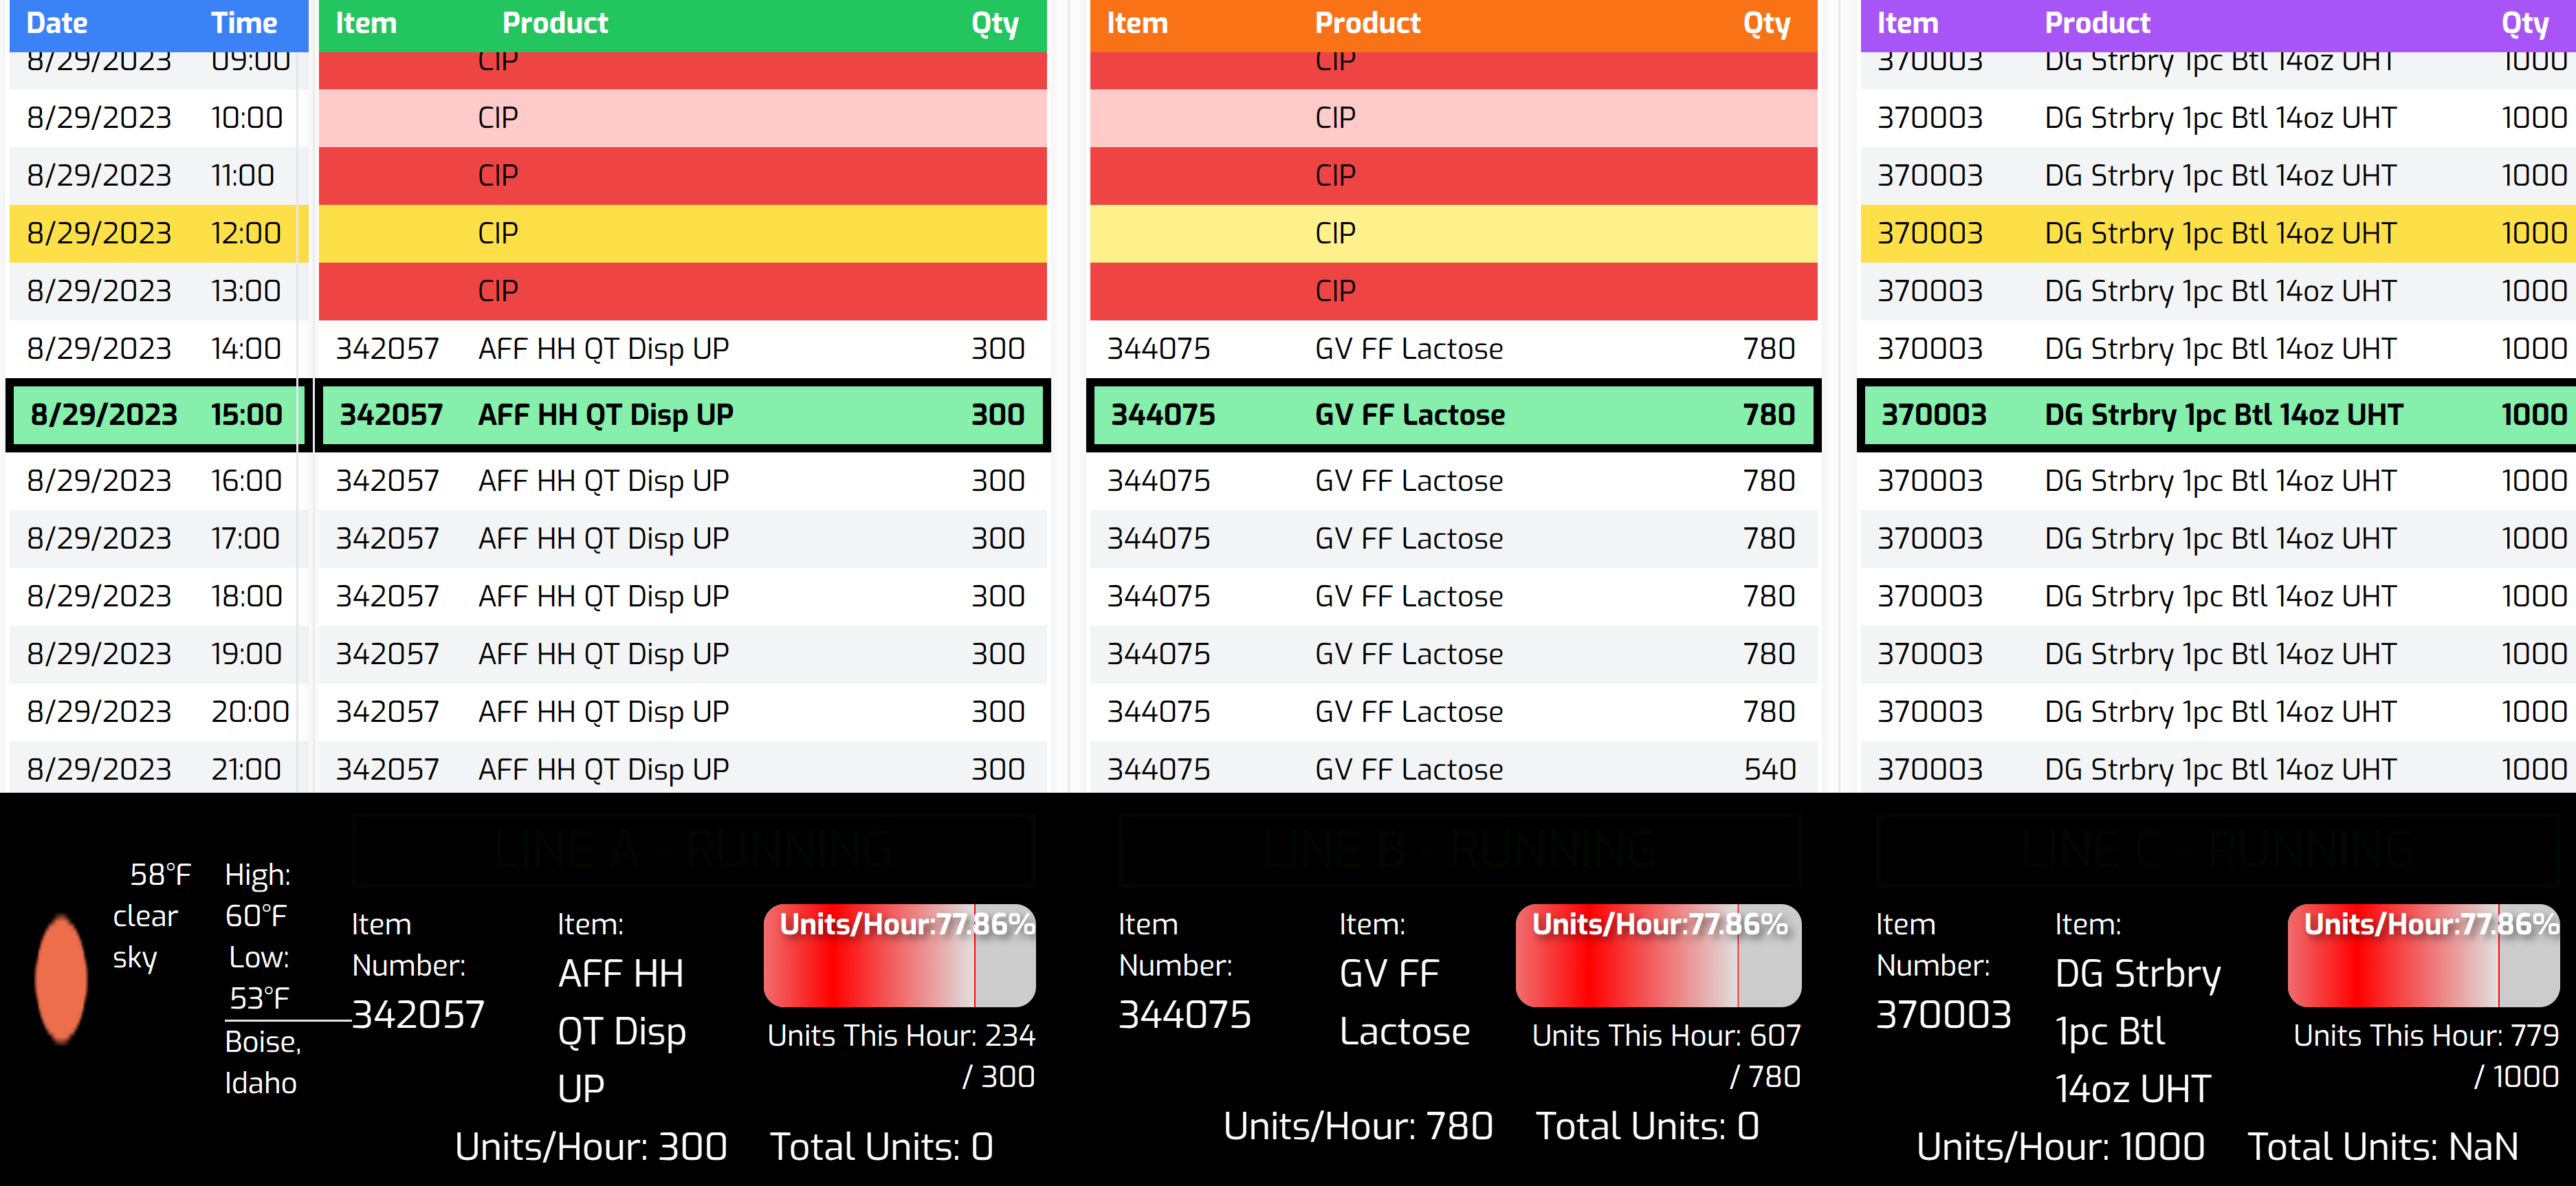 Date Time Item Product Qty Item Product Qty Item Product Qty
8/29/2023 09:00 CIP CIP 370003 DG Strbry 1pc Btl 14oz UHT 1000
8/29/2023 10:00 CIP CIP 370003 DG Strbry 1pc Btl 14oz UHT 1000
8/29/2023 11:00 CIP CIP 370003 DG Strbry 1pc Btl 14oz UHT 1000
8/29/2023 12:00 CIP CIP 370003 DG Strbry 1pc Btl 14oz UHT 1000
8/29/2023 13:00 CIP CIP 370003 DG Strbry 1pc Btl 14oz UHT 1000
8/29/2023 14:00 342057 AFF HH QT Disp UP 300 344075 GV FF Lactose 780 370003 DG Strbry 1pc Btl 14oz UHT 1000
8/29/2023 15:00 342057 AFF HH QT Disp UP 300 344075 GV FF Lactose 780 370003 DG Strbry 1pc Btl 14oz UHT 1000
8/29/2023 16:00 342057 AFF HH QT Disp UP 300 344075 GV FF Lactose 780 370003 DG Strbry 1pc Btl 14oz UHT 1000
8/29/2023 17:00 342057 AFF HH QT Disp UP 300 344075 GV FF Lactose 780 370003 DG Strbry 1pc Btl 14oz UHT 1000
8/29/2023 18:00 342057 AFF HH QT Disp UP 300 344075 GV FF Lactose 780 370003 DG Strbry 1pc Btl 14oz UHT 1000
8/29/2023 19:00 342057 AFF HH QT Disp UP 300 344075 GV FF Lactose 780 370003 DG Strbry 1pc Btl 14oz UHT 1000
8/29/2023 20:00 342057 AFF HH QT Disp UP 300 344075 GV FF Lactose 780 370003 DG Strbry 1pc Btl 14oz UHT 1000
8/29/2023 21:00 342057 AFF HH QT Disp UP 300 344075 GV FF Lactose 540 370003 DG Strbry 1pc Btl 14oz UHT 1000
58°F
clear
sky
High:
60°F
Low:
53°F
Boise,
Idaho
LINE A - RUNNING
Item
Number:
342057
Item:
AFF HH
QT Disp
UP
Units/Hour:77.86%
Units This Hour: 234
/ 300
Units/Hour: 300 Total Units: 0
LINE B - RUNNING
Item
Number:
344075
Item:
GV FF
Lactose
Units/Hour:77.86%
Units This Hour: 607
/ 780
Units/Hour: 780 Total Units: 0
LINE C - RUNNING
Item
Number:
370003
Item:
DG Strbry
1pc Btl
14oz UHT
Units/Hour:77.86%
Units This Hour: 779
/ 1000
Units/Hour: 1000 Total Units: NaN